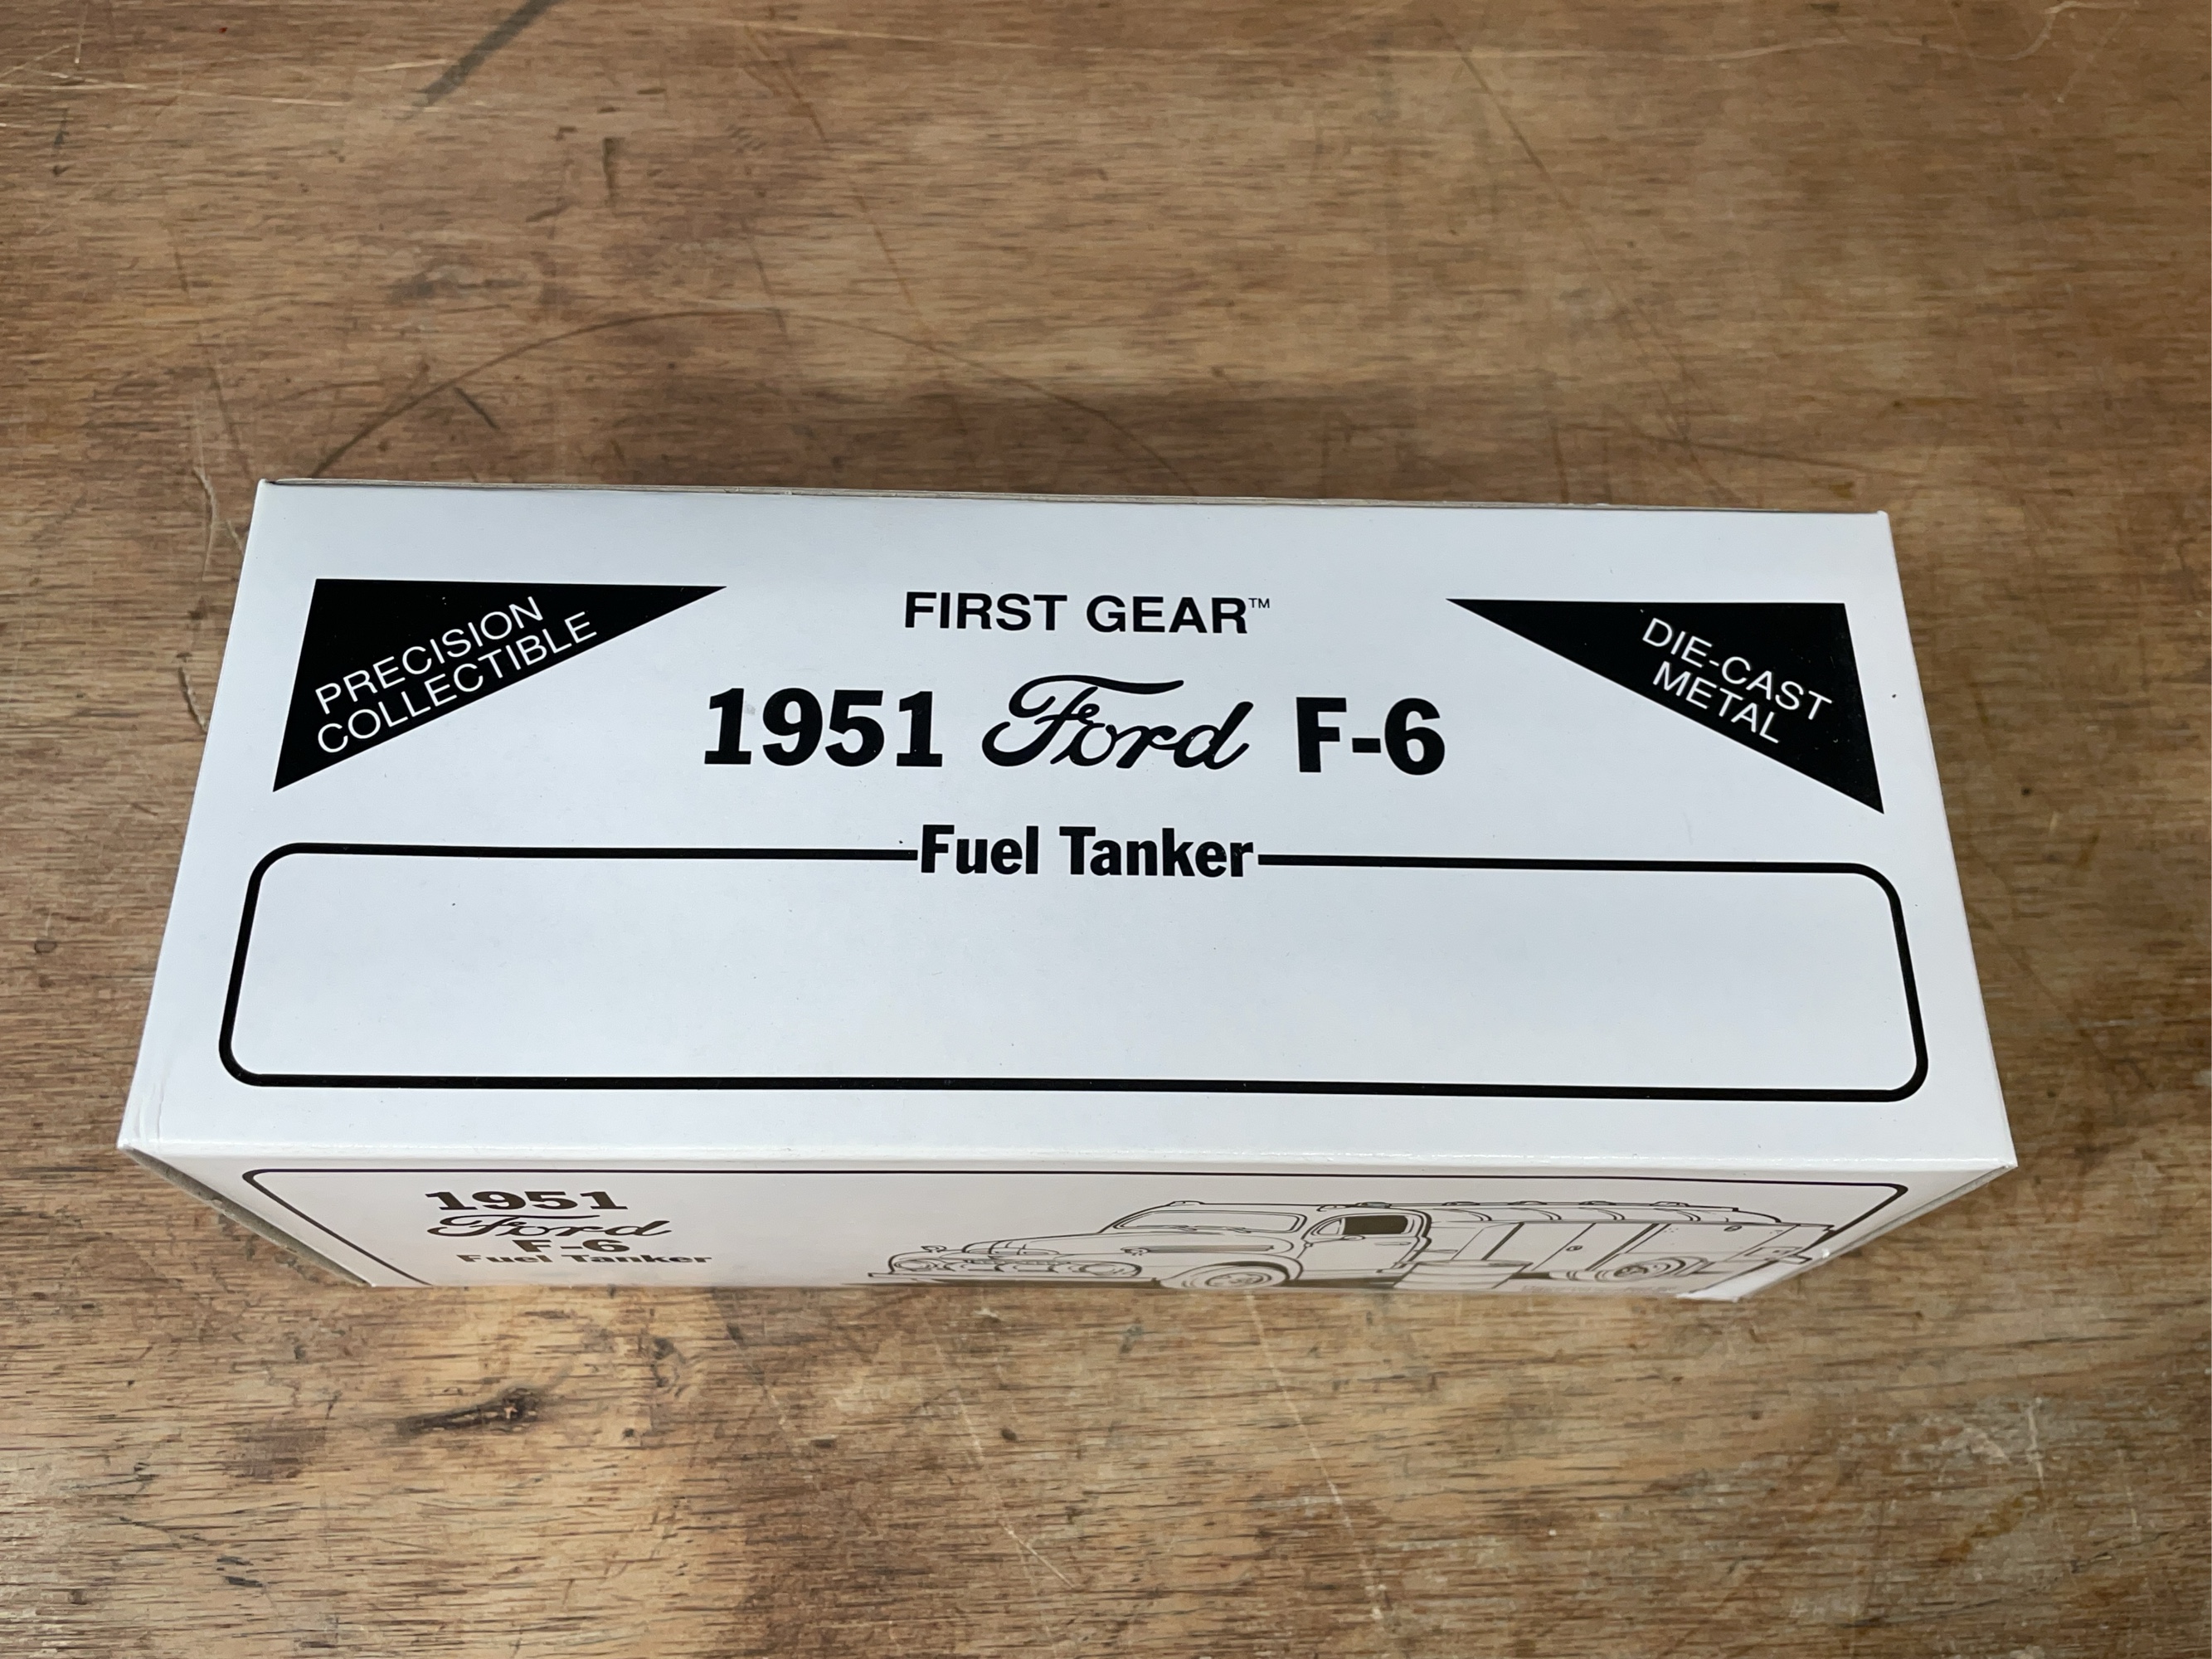 PRECISION
COLLECTIBLE
FIRST GEAR™
DIE-CAST
METAL
1951 Ford F-6
Fuel Tanker
1951
Ford
F-6
Fuel Tanker